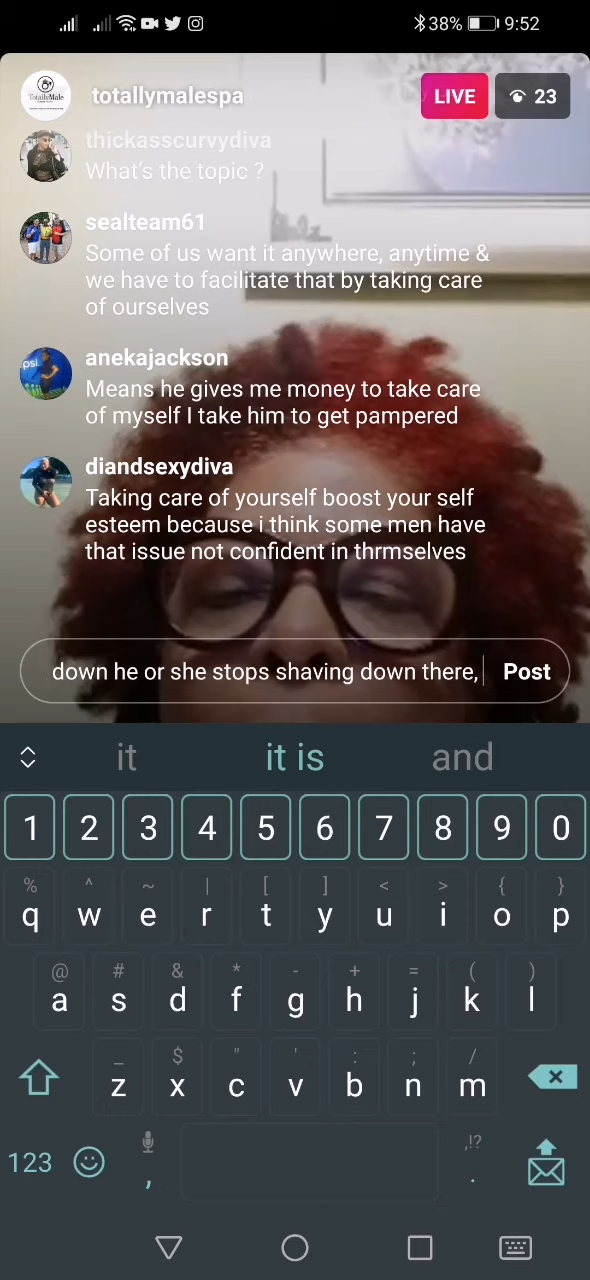 38% 9:52
TotallyMale
totallymalespa LIVE 23
thickasscurvydiva
What's the topic ?
sealteam61
Some of us want it anywhere, anytime &
we have to facilitate that by taking care
of ourselves
anekajackson
psi
Means he gives me money to take care
of myself I take him to get pampered
diandsexydiva
Taking care of yourself boost your self
esteem because i think some men have
that issue not confident in thrmselves
down he or she stops shaving down there, Post
it it is and
1 2 3 4 5 6 7 8 9 0
% ^ ~ | [ ] < > { }
q w e r t y u i o p
@ # & * - + = ( )
a s d f g h j k l
_ $ " ' : ; /
z x c v b n m
,!?
123 , .